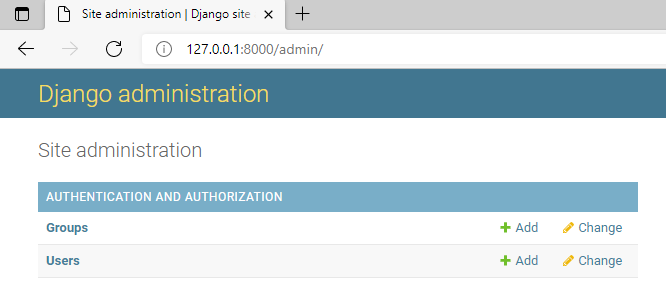 Site administration | Django site
127.0.0.1:8000/admin/
Django administration
Site administration
AUTHENTICATION AND AUTHORIZATION
Groups Add Change
Users Add Change